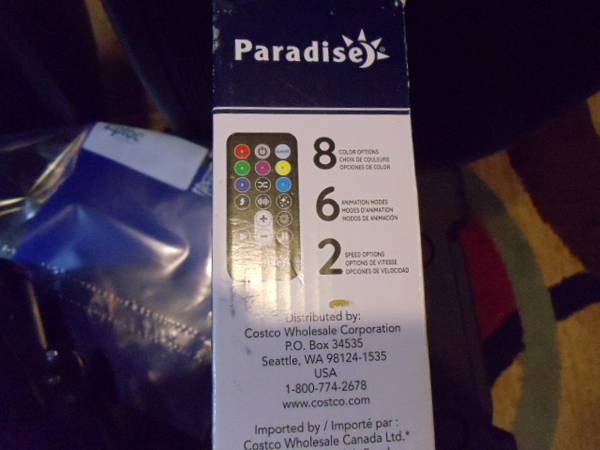 Paradise®
8 COLOR OPTIONS
CHOIX DE COULEURS
OPCIONES DE COLOR
6 ANIMATION MODES
MODES D'ANIMATION
MODOS DE ANIMACIÓN
2 SPEED OPTIONS
OPTIONS DE VITESSE
OPCIONES DE VELOCIDAD
Distributed by:
Costco Wholesale Corporation
P.O. Box 34535
Seattle, WA 98124-1535
USA
1-800-774-2678
www.costco.com
Imported by / Importé par :
Costco Wholesale Canada Ltd.*